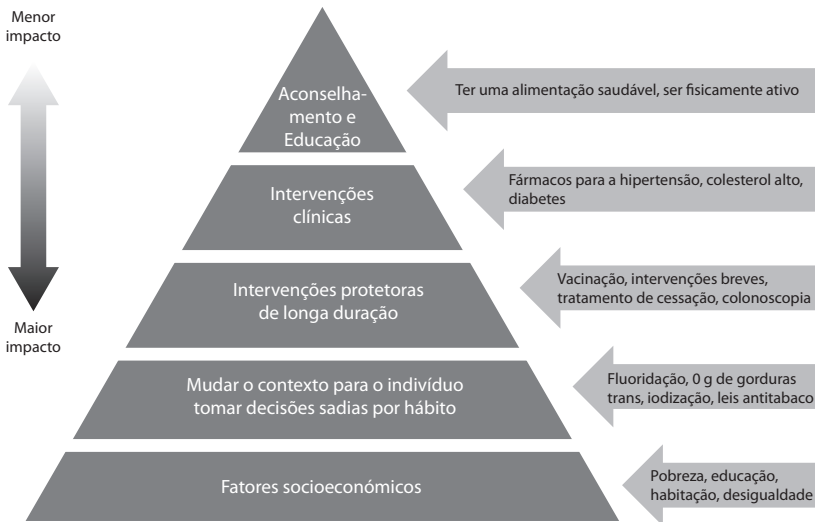 Menor
impacto
Maior
impacto
Aconselha-
mento e
Educação
Ter uma alimentação saudável, ser fisicamente ativo
Intervenções
clínicas
Fármacos para a hipertensão, colesterol alto,
diabetes
Intervenções protetoras
de longa duração
Vacinação, intervenções breves,
tratamento de cessação, colonoscopia
Mudar o contexto para o indivíduo
tomar decisões sadias por hábito
Fluoridação, 0 g de gorduras
trans, iodização, leis antitabaco
Fatores socioeconómicos
Pobreza, educação,
habitação, desigualdade